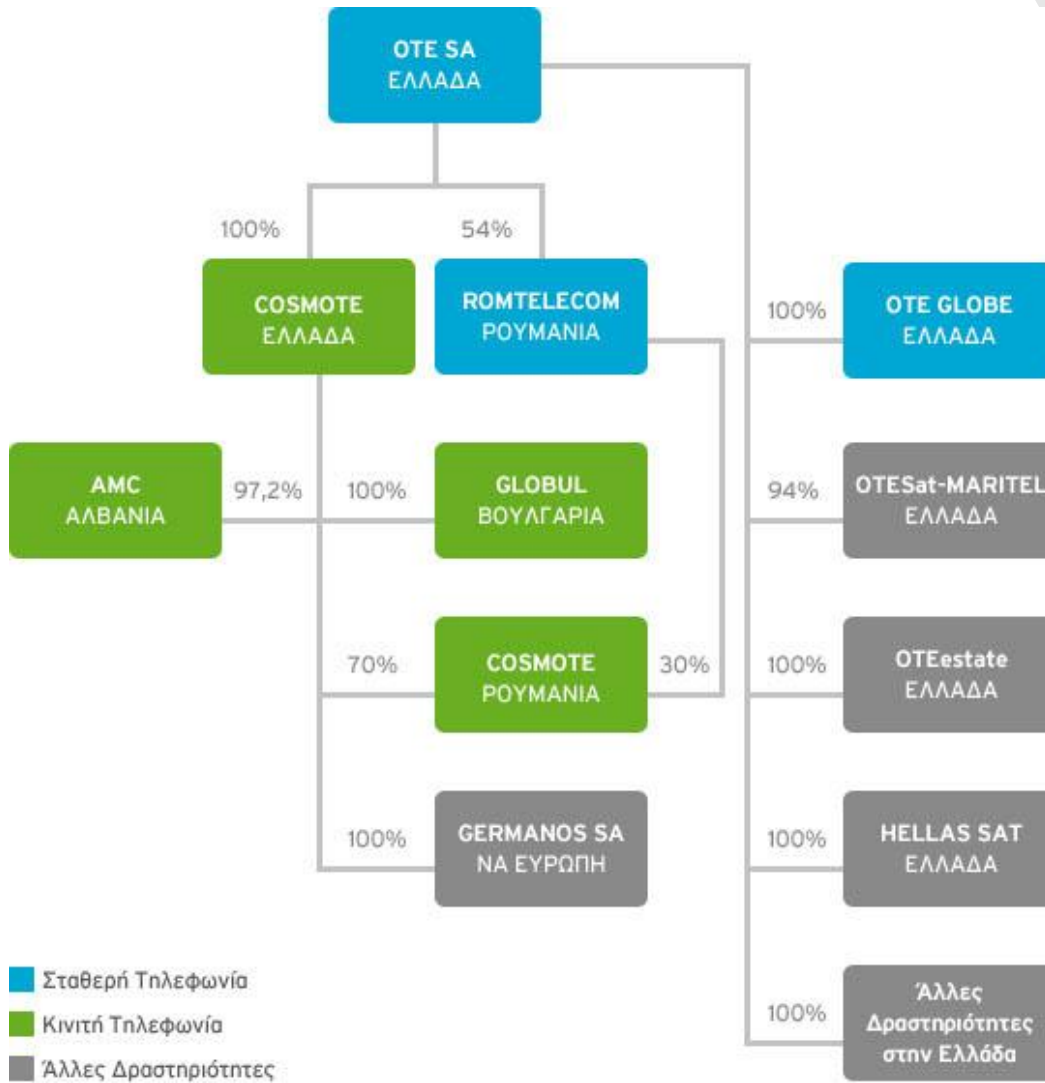 OTE SA
ΕΛΛΑΔΑ
100%
54%
COSMOTE
ΕΛΛΑΔΑ
ROMTELECOM
ΡΟΥΜΑΝΙΑ
100%
OTE GLOBE
ΕΛΛΑΔΑ
AMC
ΑΛΒΑΝΙΑ
97,2%
100%
GLOBUL
ΒΟΥΛΓΑΡΙΑ
94%
OTESat-MARITEL
ΕΛΛΑΔΑ
70%
COSMOTE
ΡΟΥΜΑΝΙΑ
30%
100%
OTEestate
ΕΛΛΑΔΑ
100%
GERMANOS SA
ΝΑ ΕΥΡΩΠΗ
100%
HELLAS SAT
ΕΛΛΑΔΑ
100%
Άλλες
Δραστηριότητες
στην Ελλάδα
Σταθερή Τηλεφωνία
Κινιτή Τηλεφωνία
Άλλες Δραστηριότητες